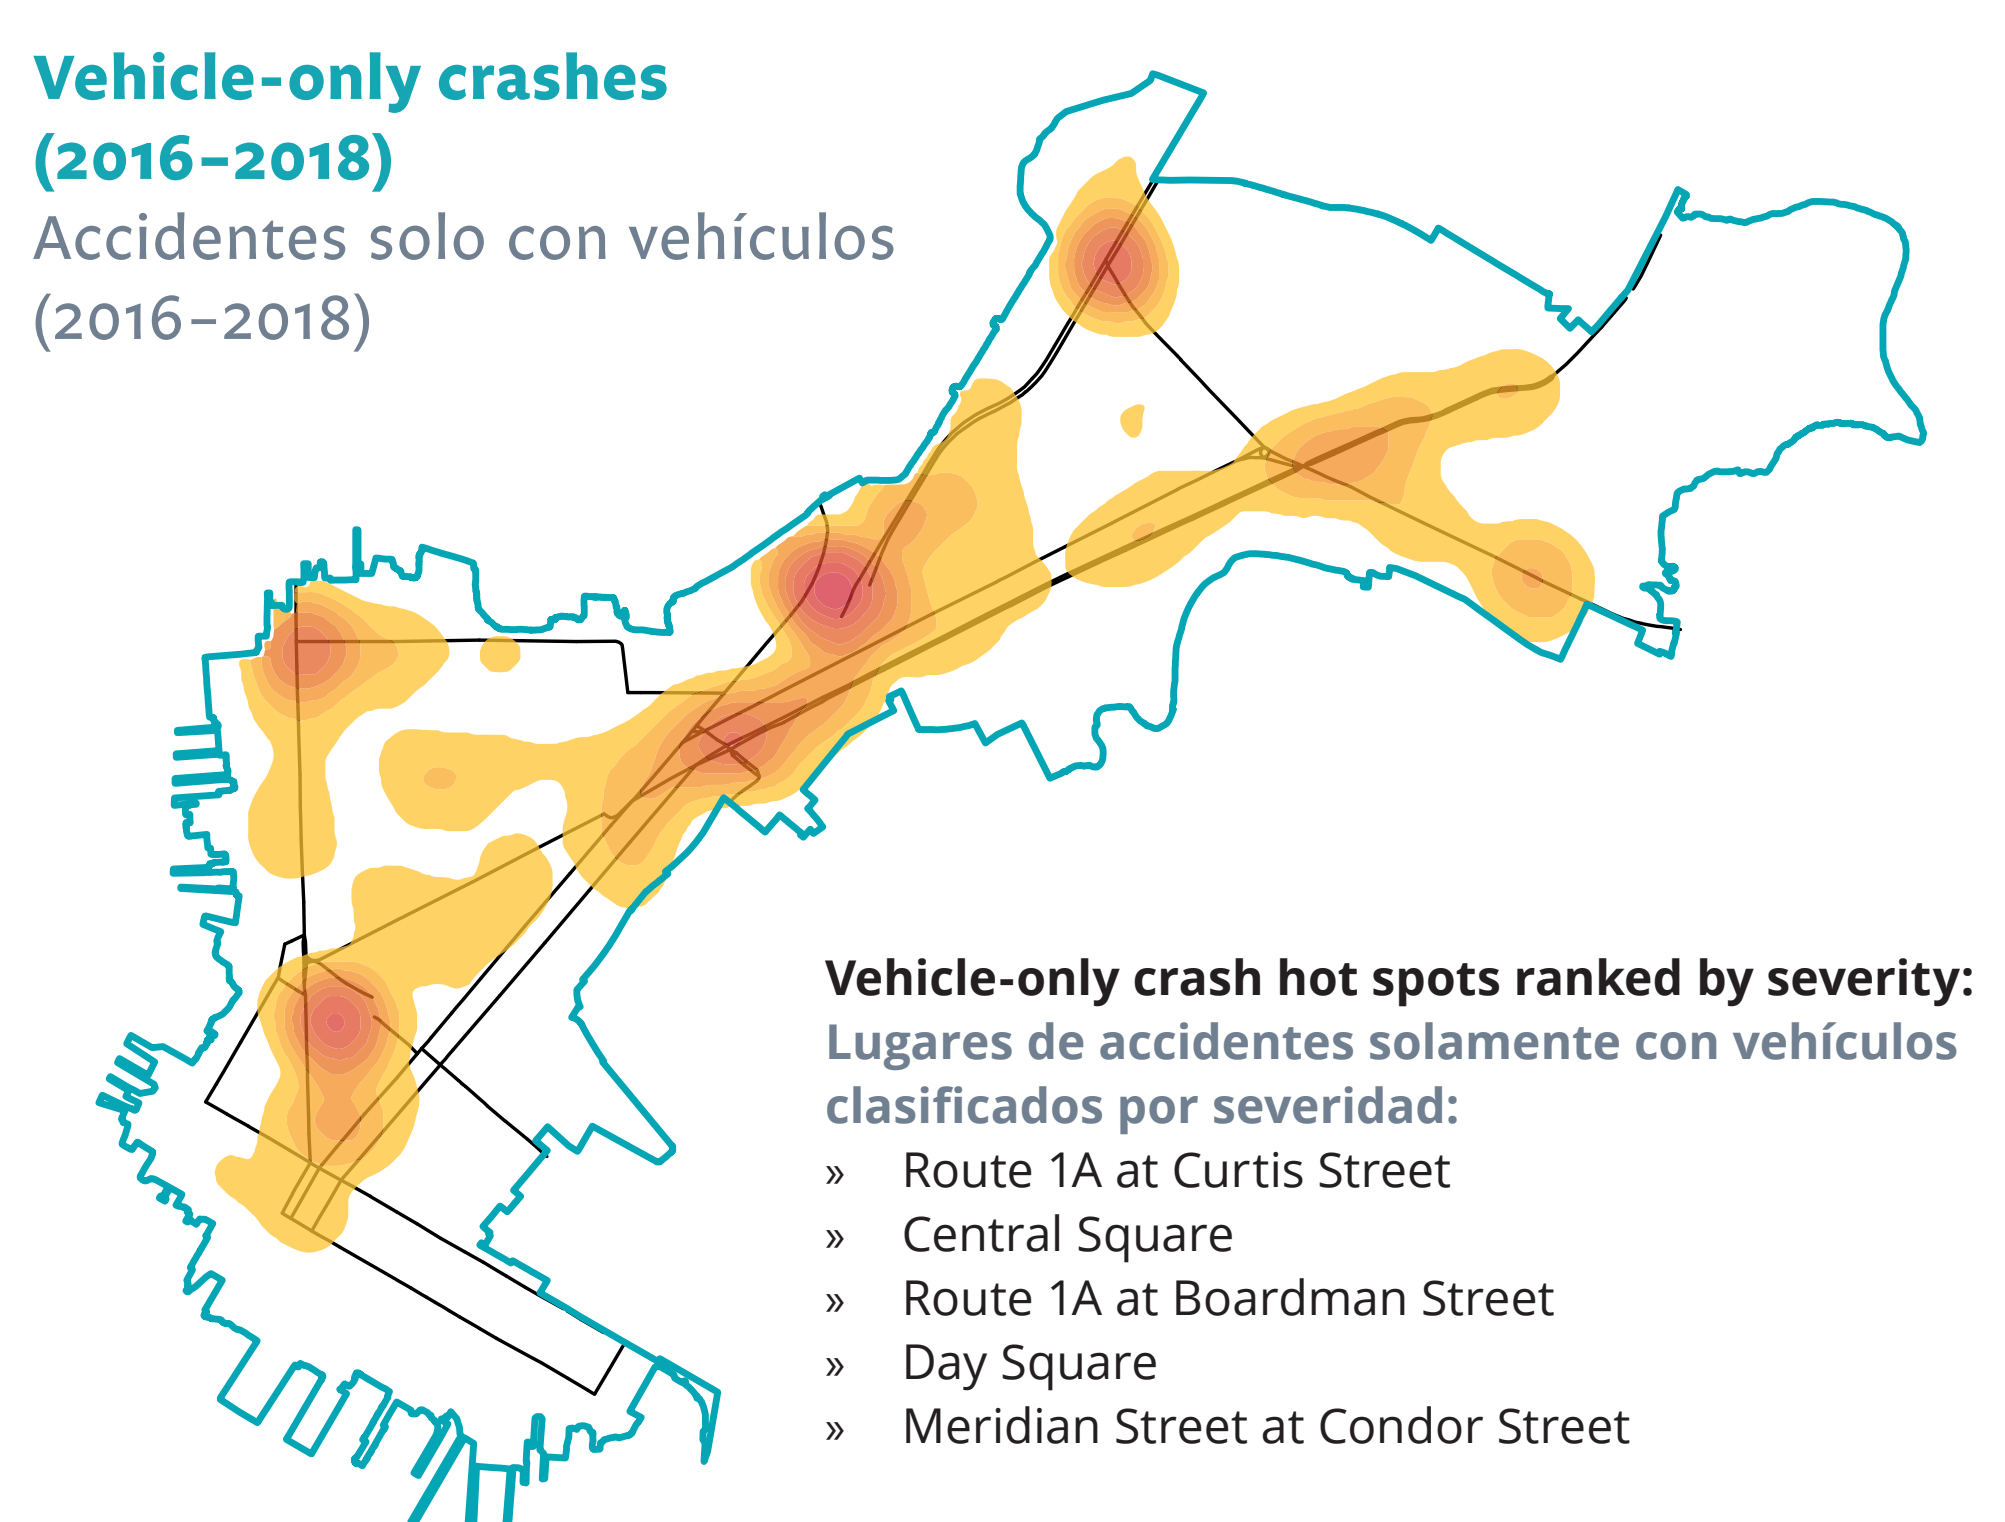 Vehicle-only crashes
(2016–2018)
Accidentes solo con vehículos
(2016–2018)
Vehicle-only crash hot spots ranked by severity:
Lugares de accidentes solamente con vehículos
clasificados por severidad:
» Route 1A at Curtis Street
» Central Square
» Route 1A at Boardman Street
» Day Square
» Meridian Street at Condor Street